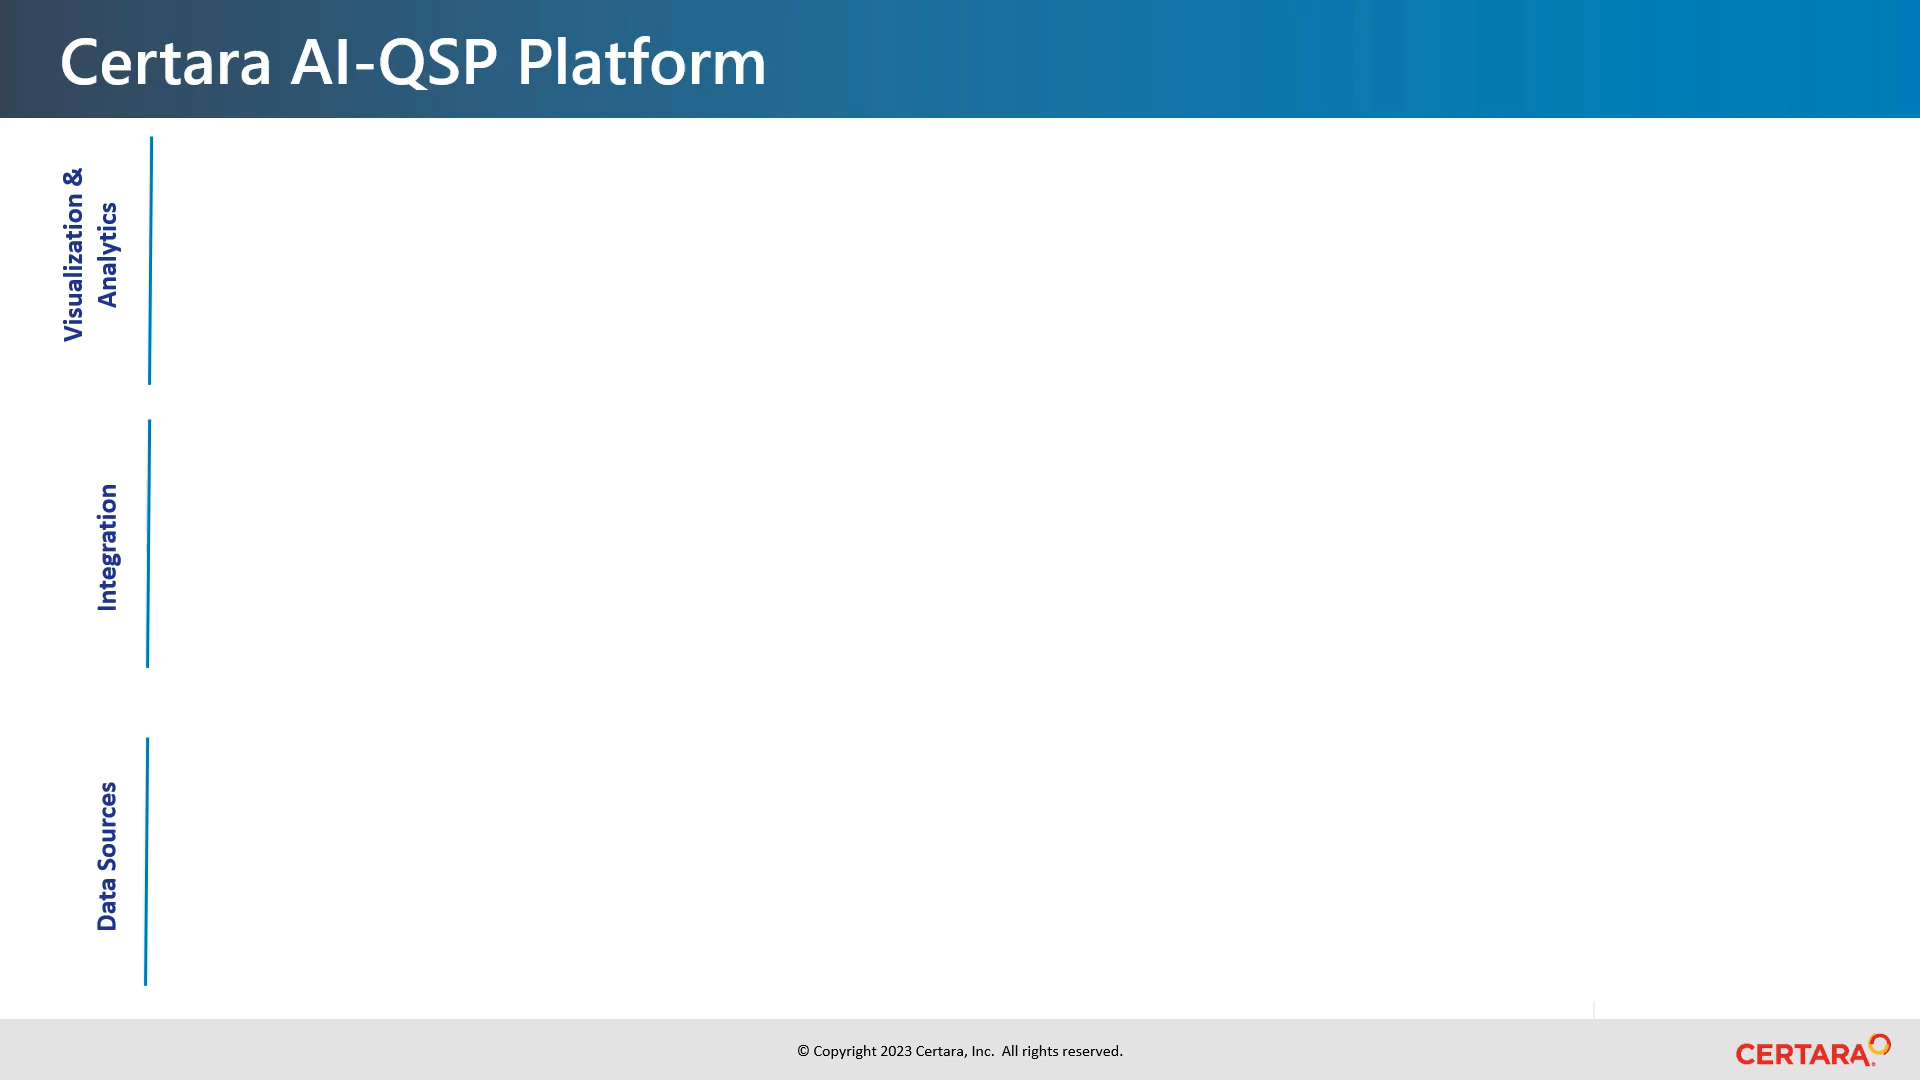 Certara AI-QSP Platform
Visualization &
Analytics
Integration
Data Sources
© Copyright 2023 Certara, Inc.  All rights reserved.
CERTARA